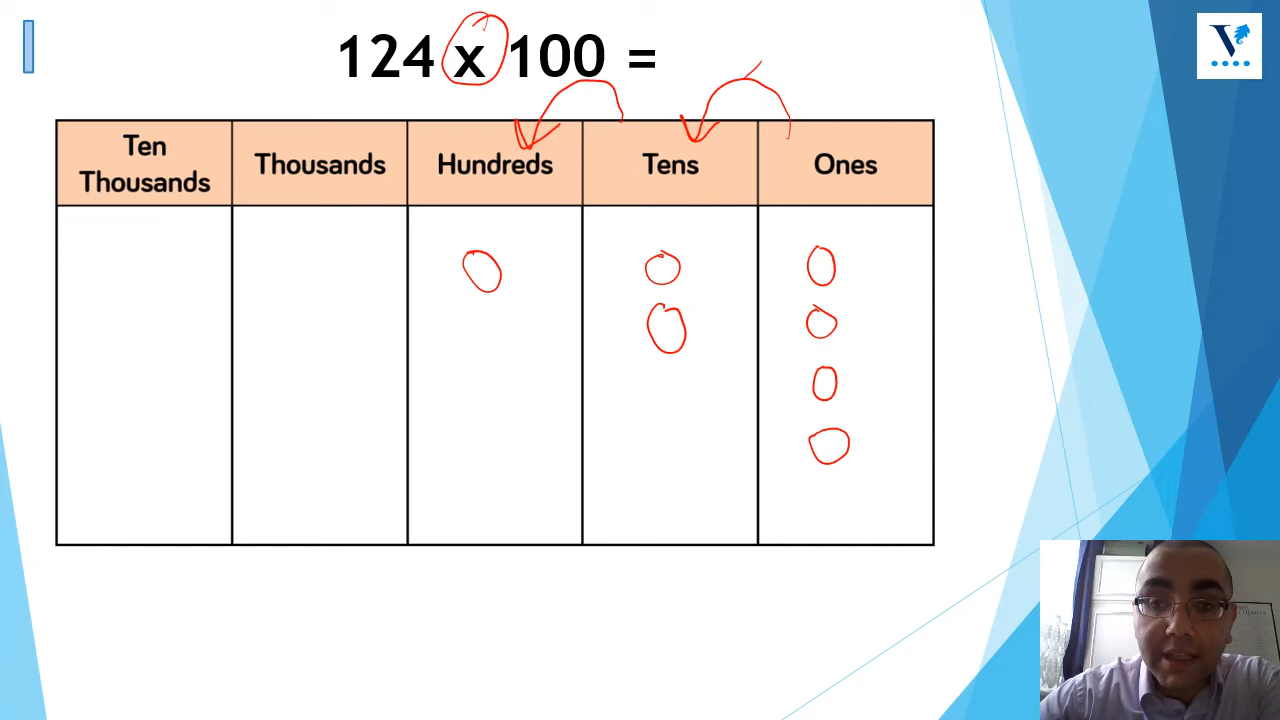 124 x 100 =
Ten Thousands
Thousands
Hundreds
Tens
Ones
V